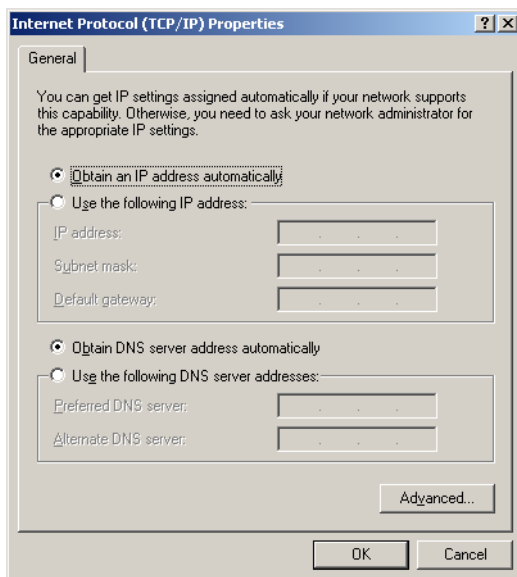 Internet Protocol (TCP/IP) Properties
General
You can get IP settings assigned automatically if your network supports
this capability. Otherwise, you need to ask your network administrator for
the appropriate IP settings.
Obtain an IP address automatically
Use the following IP address:
IP address:
Subnet mask:
Default gateway:
Obtain DNS server address automatically
Use the following DNS server addresses:
Preferred DNS server:
Alternate DNS server:
Advanced...
OK Cancel